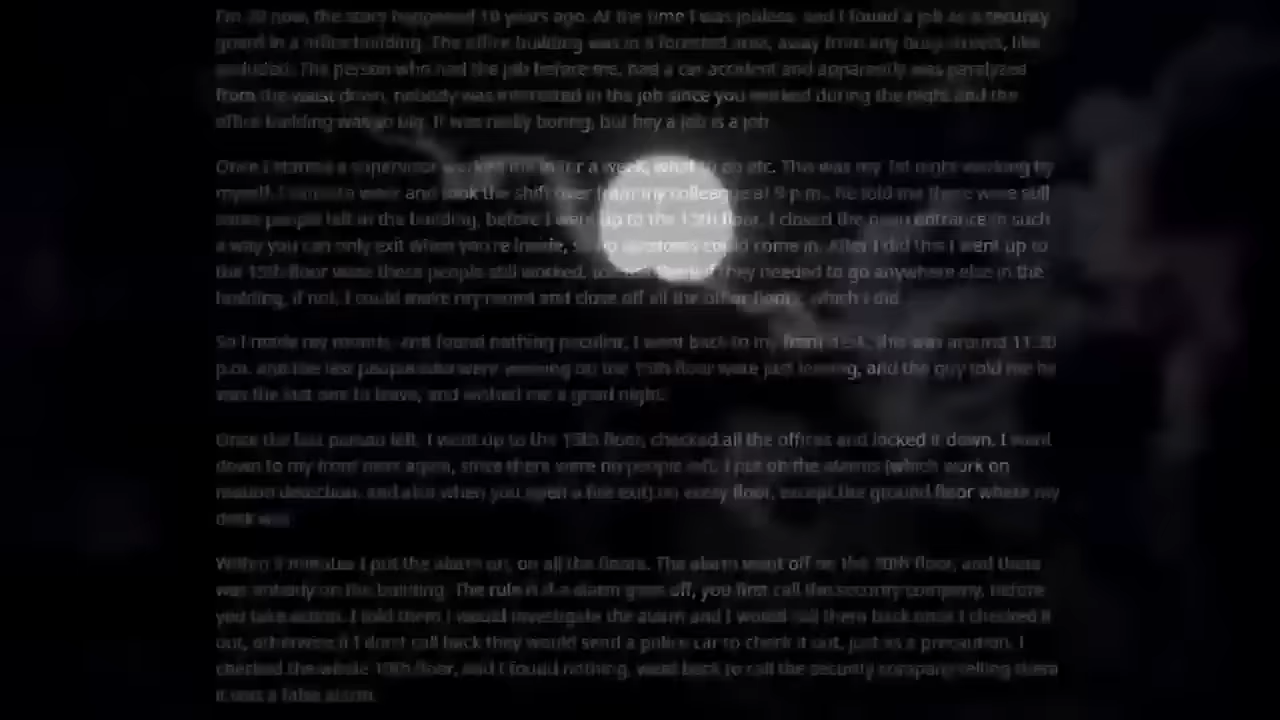 the story happened 10 years ago. At the time I was jobless, and I found a job as a security
guard in a office building. The office building was in a forested area, away from any busy streets, like
secluded. The person who had the job before me, had a car accident and apparently was paralysed
from the waist down, nobody was interested in the job since you worked during the night and the
office building was so big. It was really boring, but hey a job is a job
Once I started a supervisor worked me in for a week, what to do etc. This was my 1st night working by
myself. and took the shift over from my colleague at 9 p.m., he told me there were still
some people left in the building, before I went up to the 15th floor. I closed the main entrance in such
a way you can only exit when you're inside, so no could come in. After I did this I went up to
the 15th floor were these people still worked, they needed to go anywhere else in the
building, if not, I could make my round and close off all the other floors, which I did
So I made my rounds, and found nothing peculiar. I went back to my front desk, this was around 11.30
p.m. and the last people who were working on the 15th floor were just leaving, and the guy told me he
was the last one to leave, and wished me a good night.
Once the last person left, I went up to the 15th floor, checked all the offices and locked it down. I went
down to my front desk again, since there were no people left, I put on the alarms (which work on
motion detection, and also when you open a fire exit) on every floor, except the ground floor where my
desk was
Within minutes I put the alarm on, on all the floors. The alarm went off on the 10th floor, and there
was nobody in the building. The rule is if a alarm goes off, you first call the security company, before
you take action. I told them I would investigate the alarm and I would call them back once I checked it
out, otherwise if I dont call back they would send a police car to check it out, just as a precaution. I
checked the whole 10th floor, and I found nothing, went back to call the security company telling them
it was a false alarm.